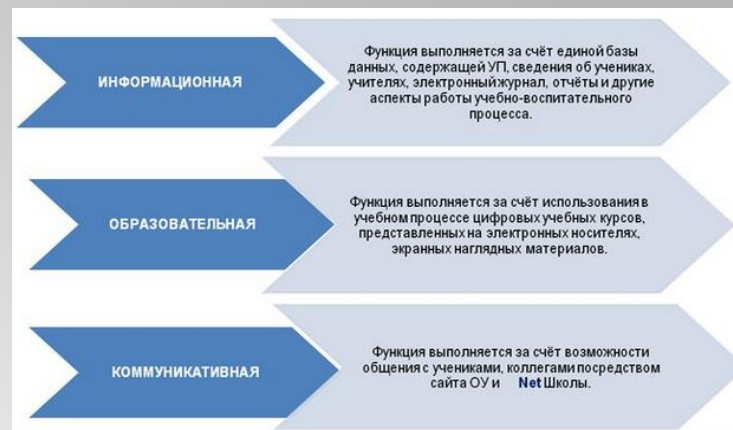 ИНФОРМАЦИОННАЯ
Функция выполняется за счёт единой базы
данных, содержащей УП, сведения об учениках,
учителях, электронный журнал, отчёты и другие
аспекты работы учебно-воспитательного
процесса.
ОБРАЗОВАТЕЛЬНАЯ
Функция выполняется за счёт использования в
учебном процессе цифровых учебных курсов,
представленных на электронных носителях,
экранных наглядных материалов.
КОММУНИКАТИВНАЯ
Функция выполняется за счёт возможности
общения с учениками, коллегами посредством
сайта ОУ и Net Школы.